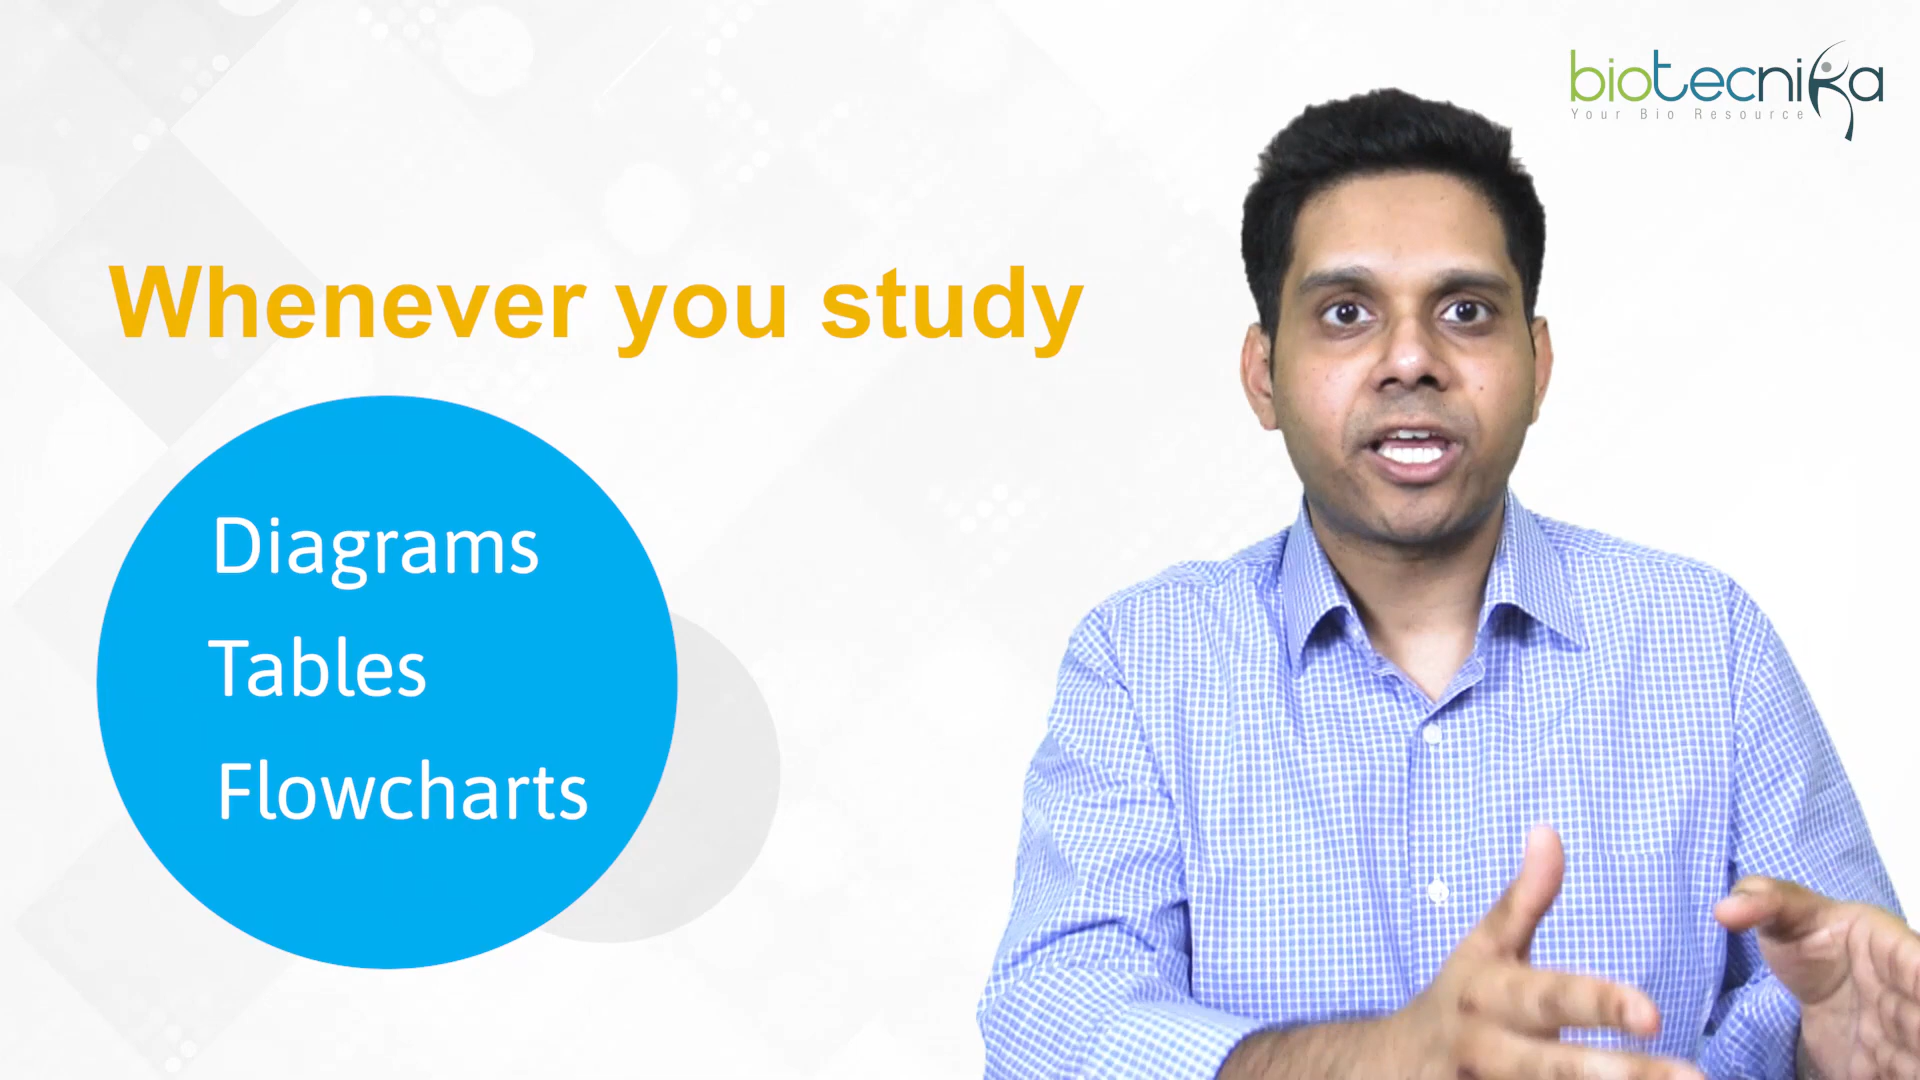 biotecnika
Your Bio Resource
Whenever you study
Diagrams
Tables
Flowcharts